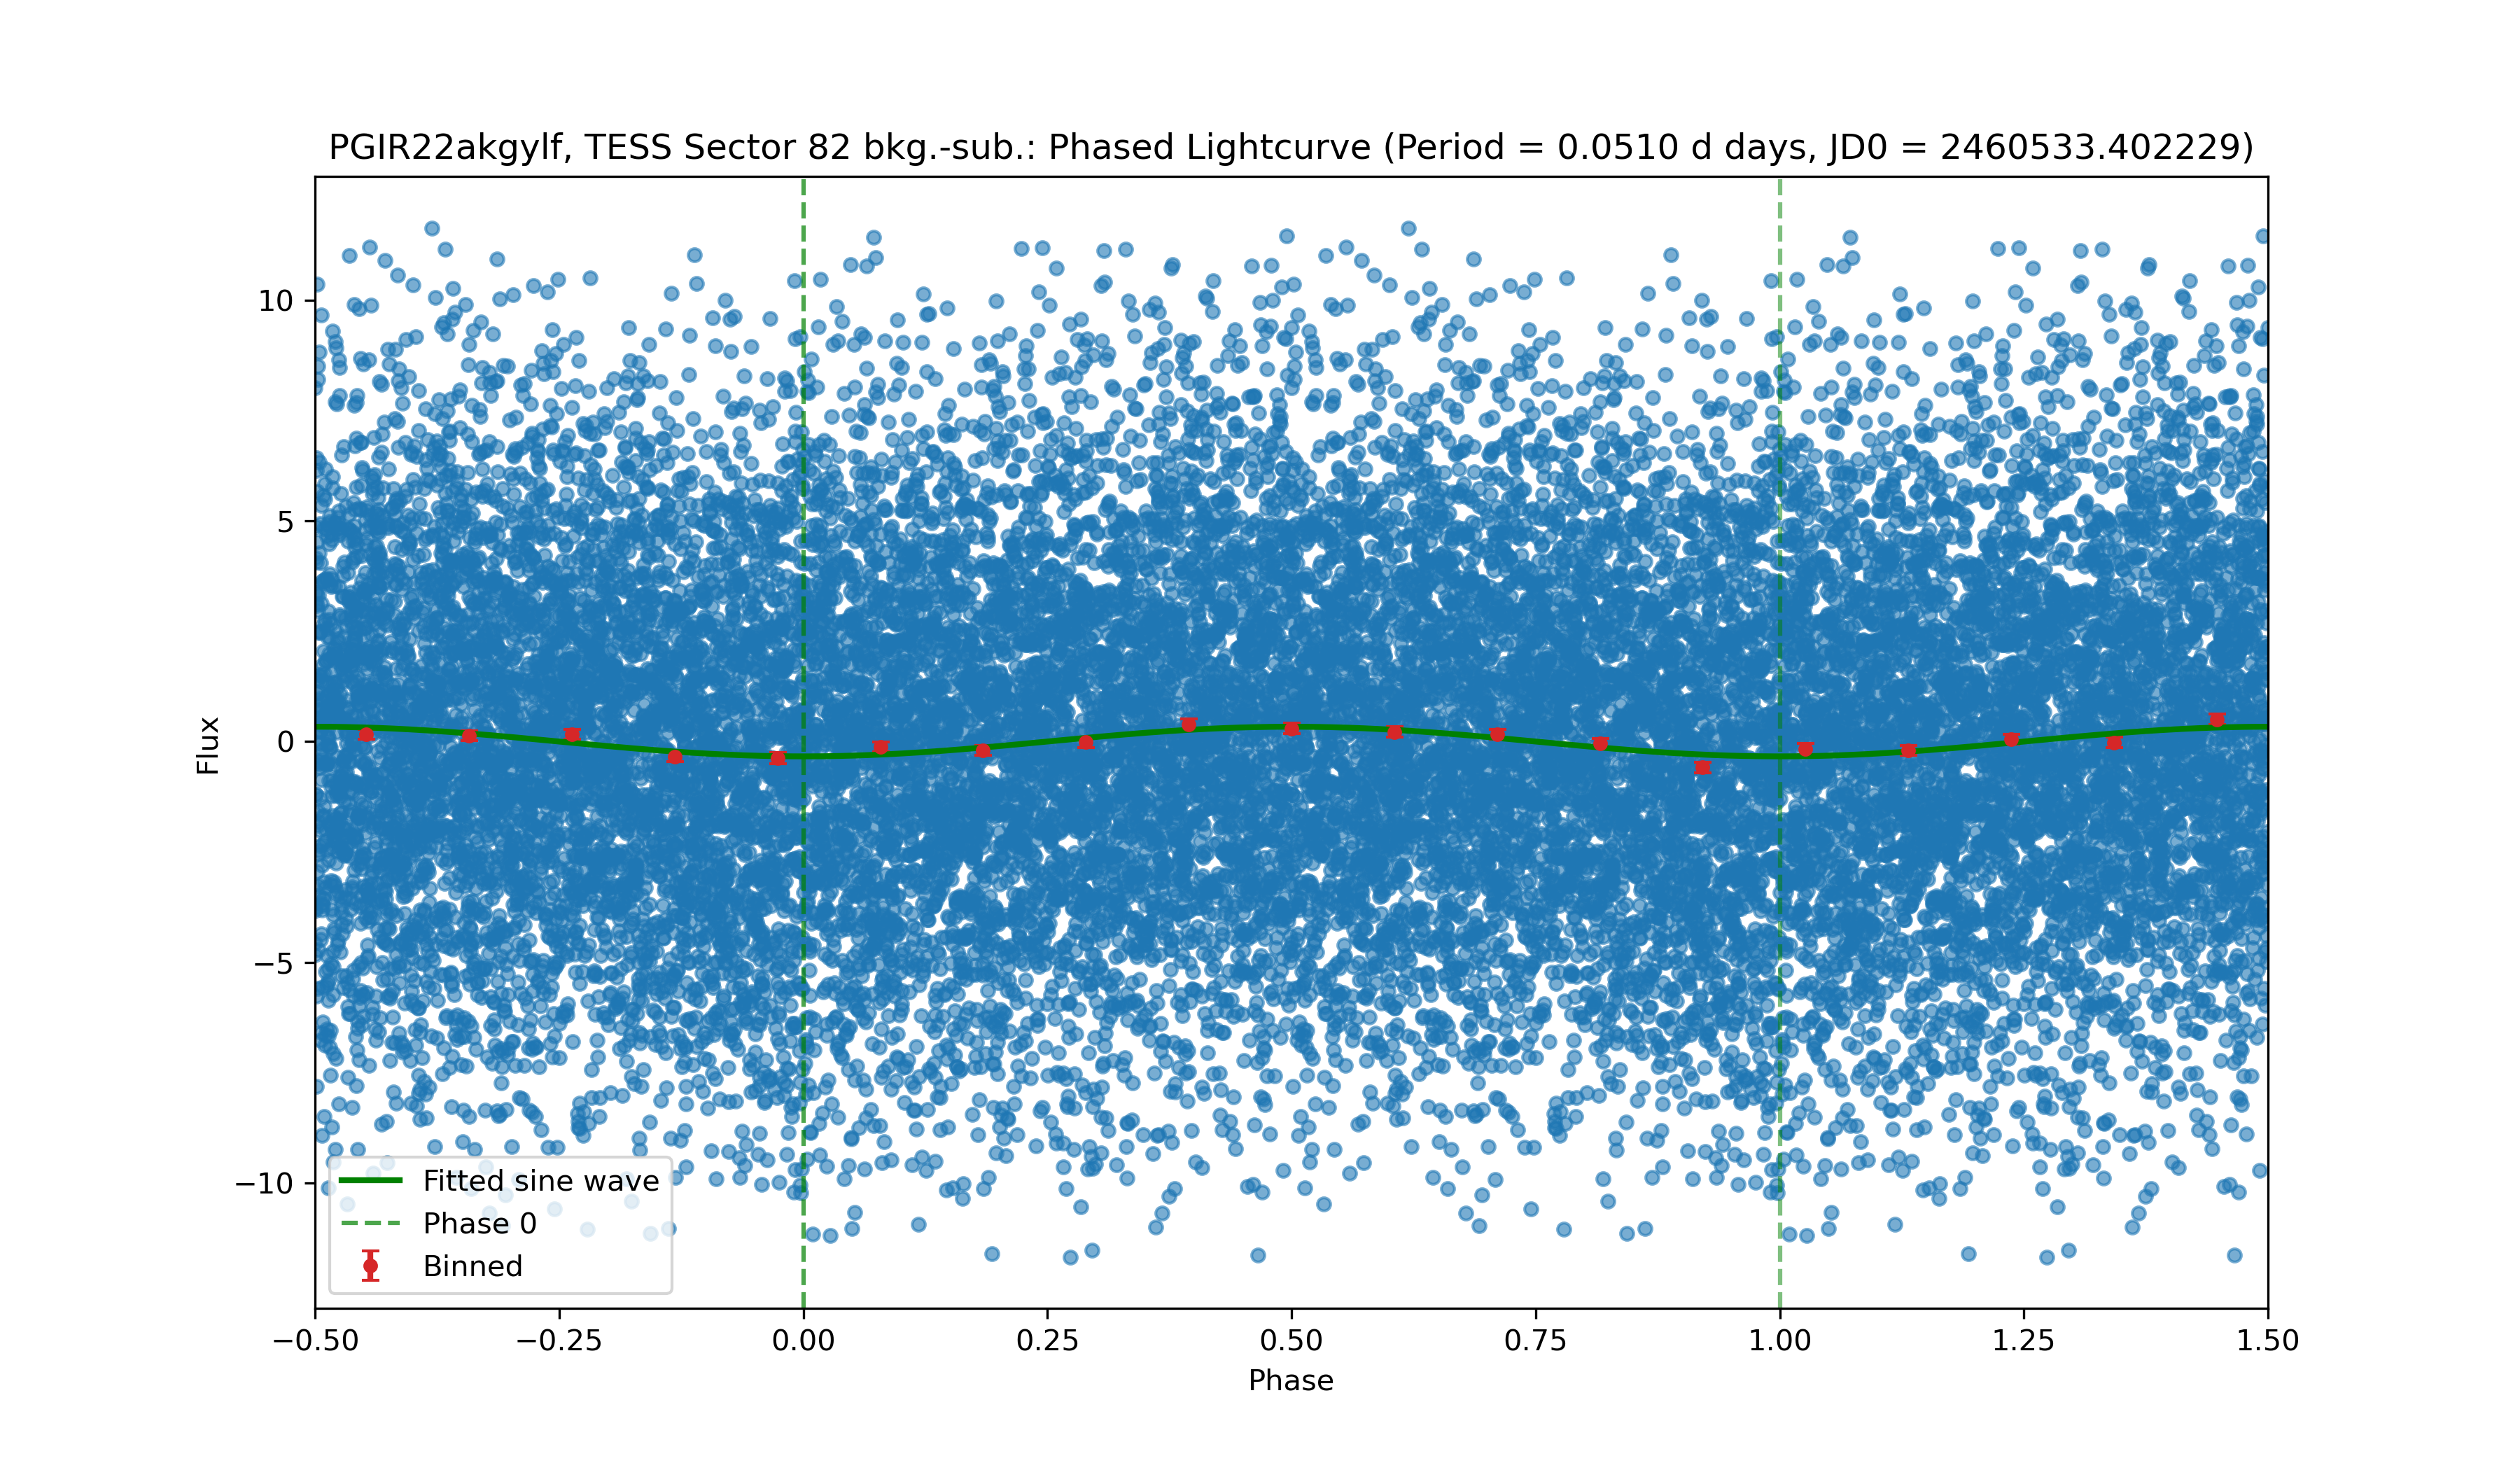 PGIR22akgylf, TESS Sector 82 bkg.-sub.: Phased Lightcurve (Period = 0.0510 d days, JD0 = 2460533.402229)
10
5
0
−5
−10
Flux
Fitted sine wave
Phase 0
Binned
−0.50 −0.25 0.00 0.25 0.50 0.75 1.00 1.25 1.50
Phase